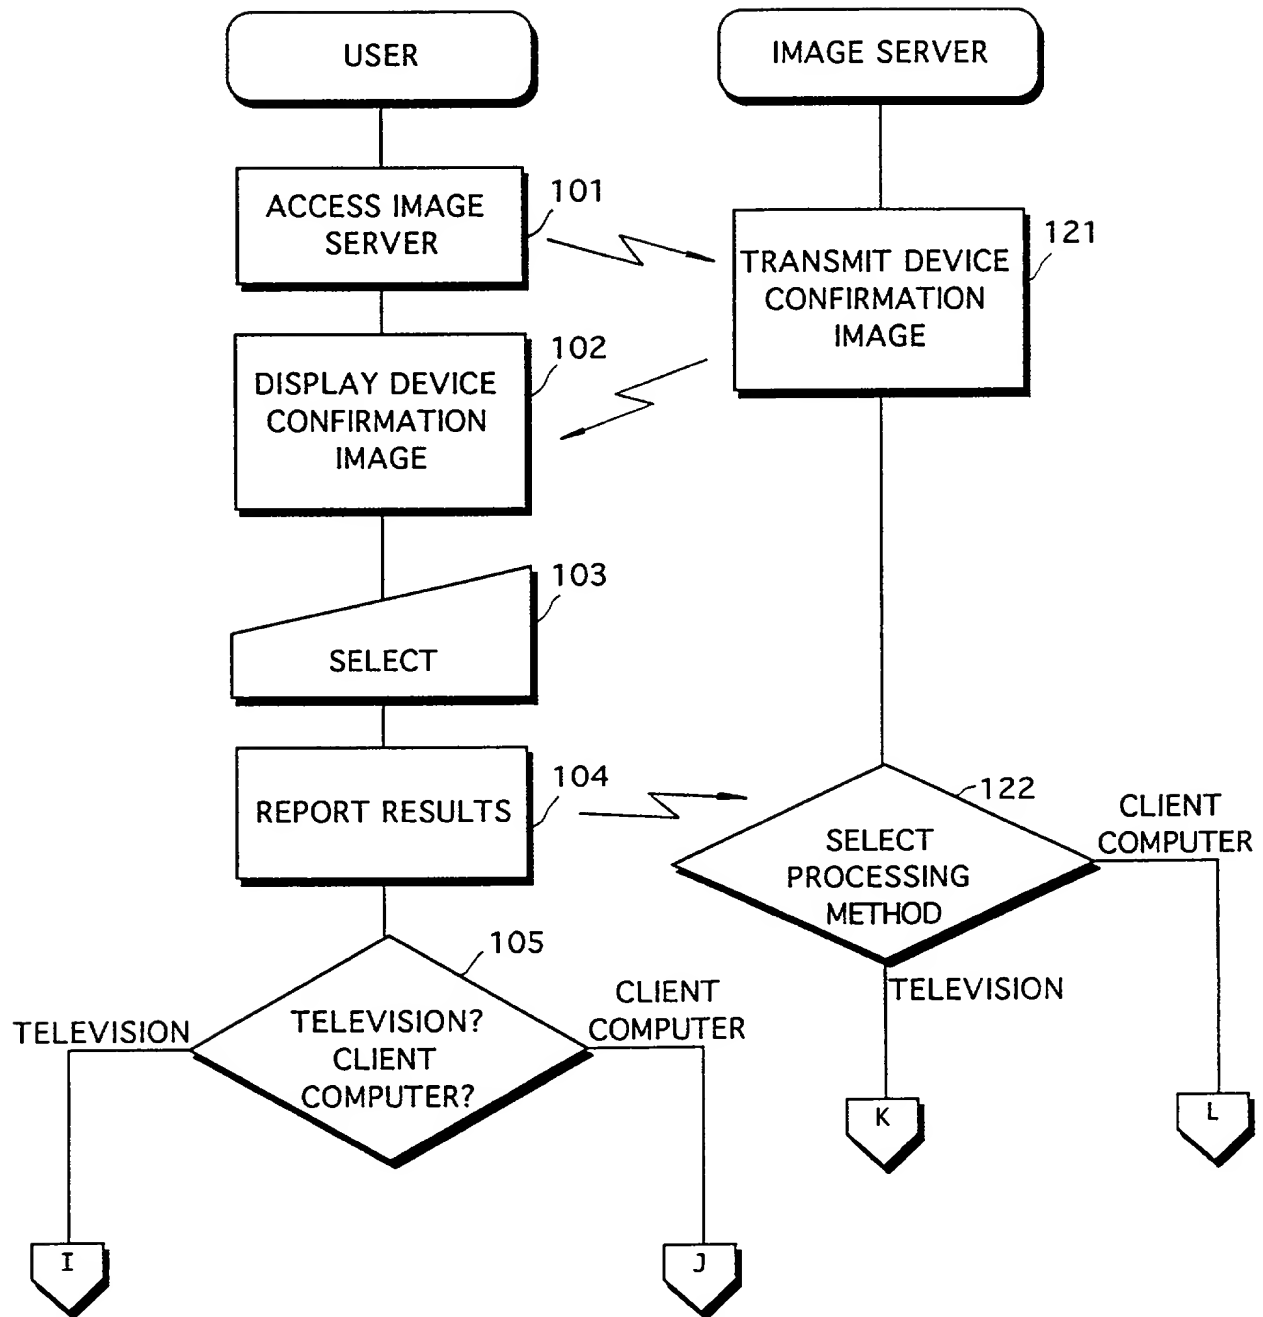 USER
IMAGE SERVER
ACCESS IMAGE
SERVER
101
TRANSMIT DEVICE
CONFIRMATION
IMAGE
121
DISPLAY DEVICE
CONFIRMATION
IMAGE
102
SELECT
103
REPORT RESULTS
104
SELECT
PROCESSING
METHOD
122
CLIENT
COMPUTER
TELEVISION
TELEVISION?
CLIENT
COMPUTER?
105
TELEVISION
CLIENT
COMPUTER
K
L
I
J